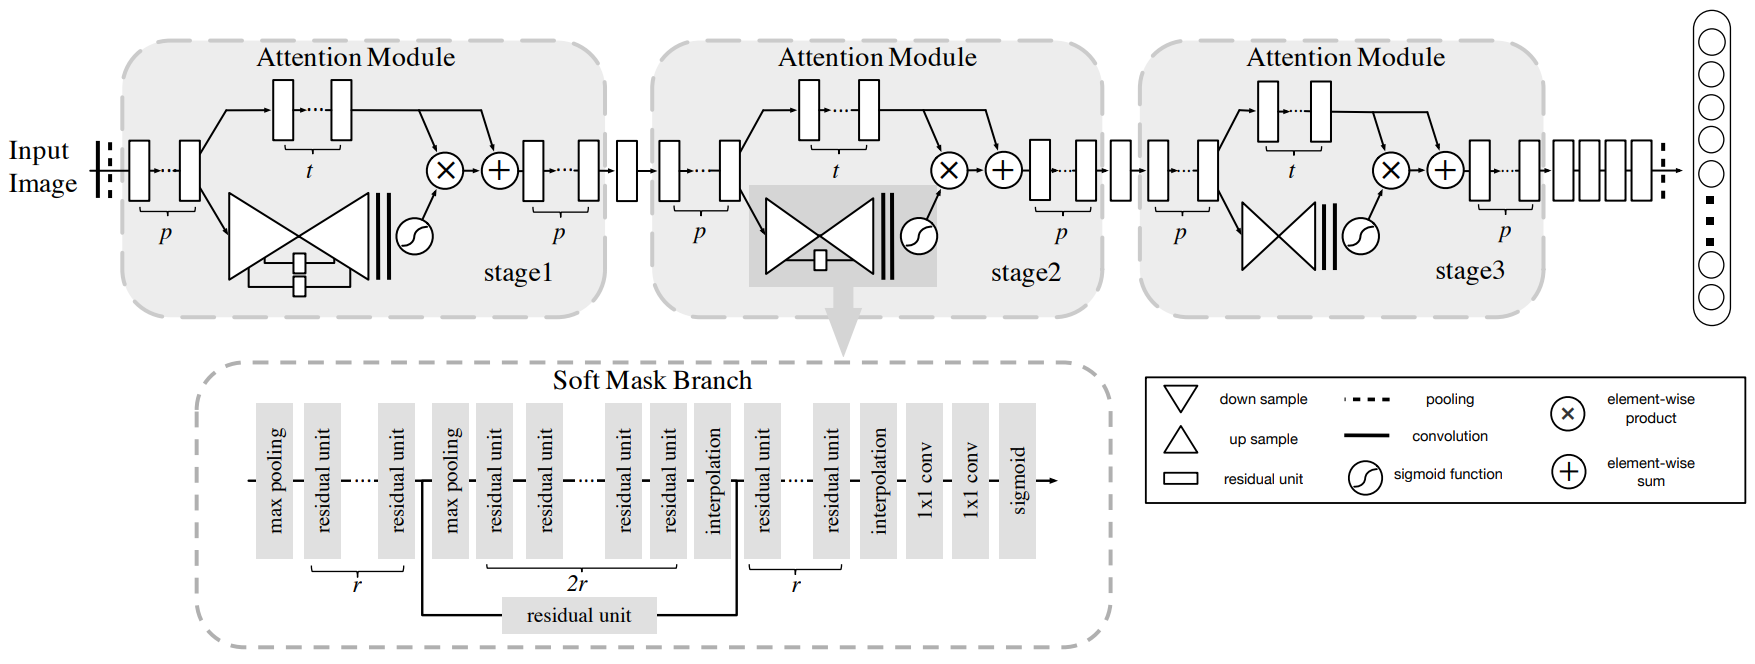 Attention Module
Attention Module
Attention Module
Input
Image
t
t
t
p
p
p
p
p
p
stage1
stage2
stage3
Soft Mask Branch
max pooling
residual unit
residual unit
max pooling
residual unit
residual unit
residual unit
residual unit
interpolation
residual unit
residual unit
interpolation
1x1 conv
1x1 conv
sigmoid
r
2r
r
residual unit
down sample
up sample
residual unit
pooling
convolution
sigmoid function
element-wise
product
element-wise
sum